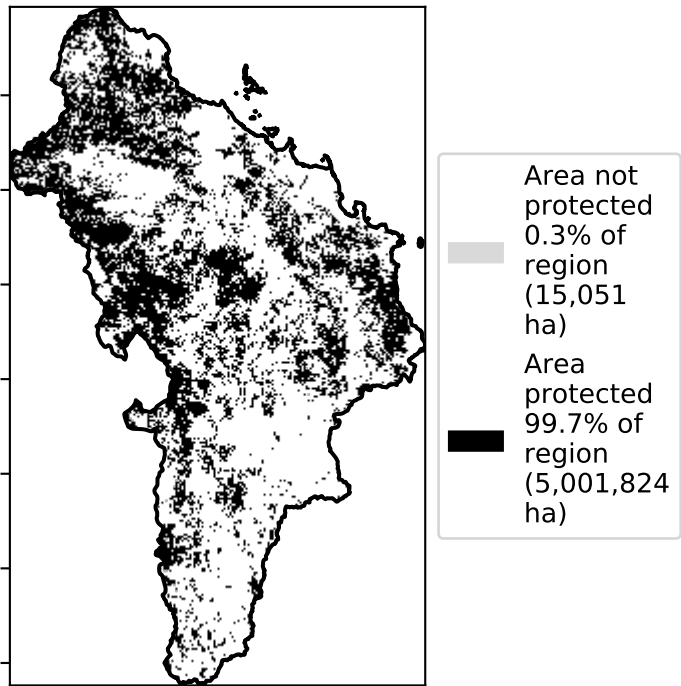 Area not
protected
0.3% of
region
(15,051
ha)
Area
protected
99.7% of
region
(5,001,824
ha)